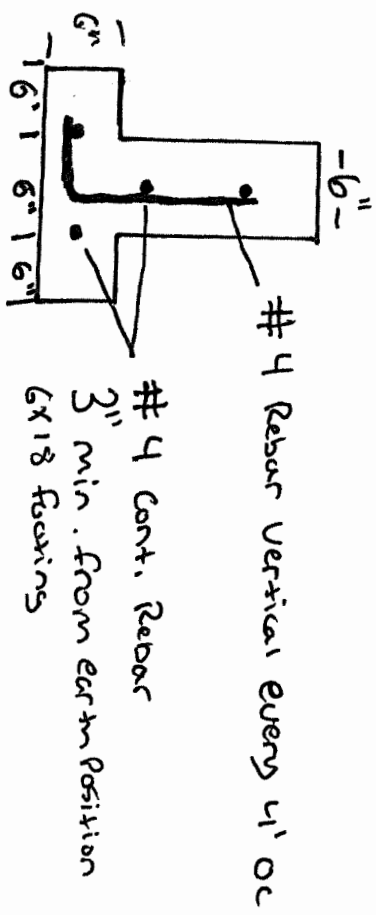 -6"-
#4 Rebar vertical every 4' oc
6"
6" 6" 6"
#4 Cont. Rebar
3" min. from earth Position
6x18 footing